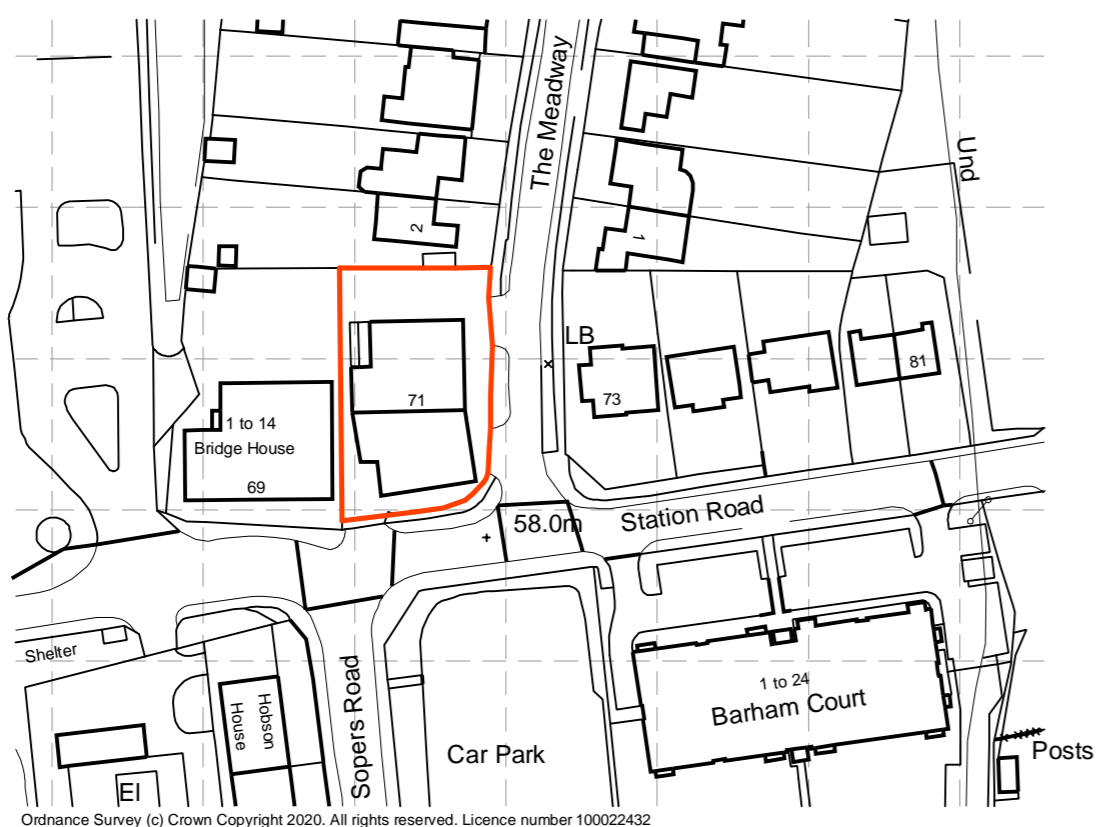 The Meadway
Und
2
1
LB
71
73
81
1 to 14
Bridge House
69
58.0m
Station Road
Shelter
Hobson
House
Sopers Road
1 to 24
Barham Court
Car Park
Posts
El
Ordnance Survey (c) Crown Copyright 2020. All rights reserved. Licence number 100022432